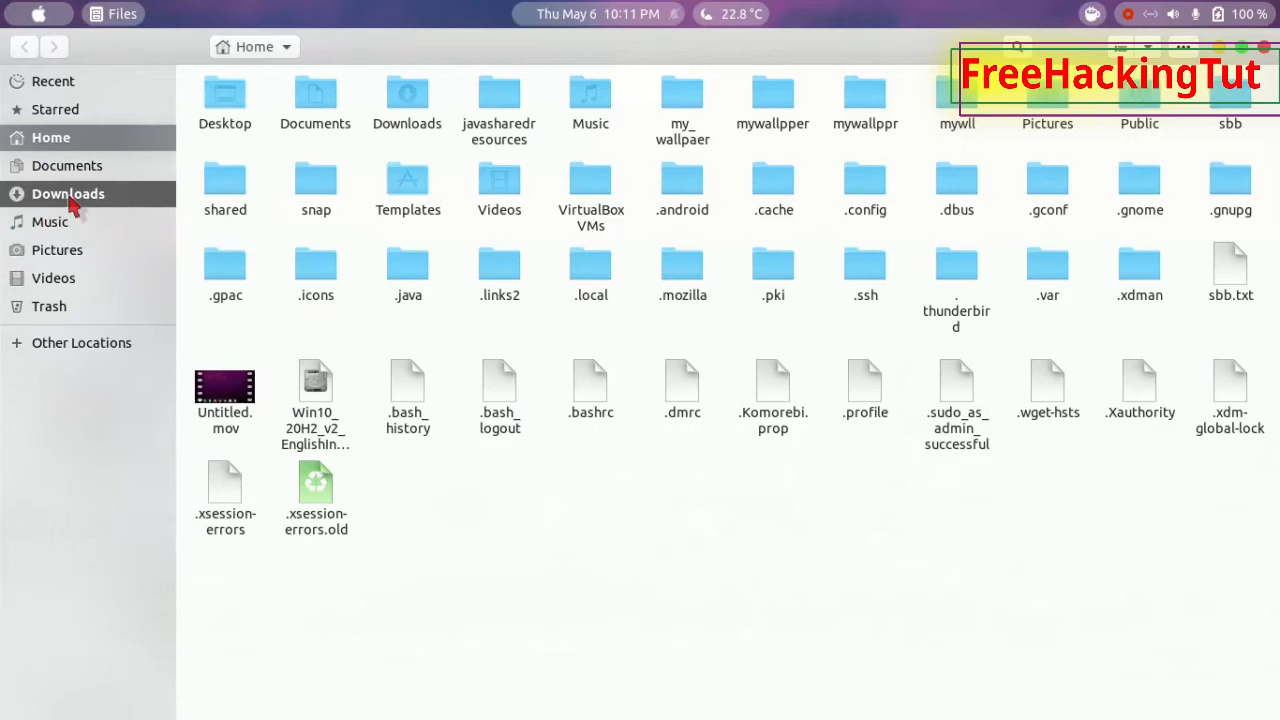 Files
Thu May 6 10:11 PM
22.8 °C
100 %
Home
FreeHackingTut
Recent
Starred
Home
Documents
Downloads
Music
Pictures
Videos
Trash
Other Locations
Desktop
Documents
Downloads
javasharedr
esources
Music
my_
wallpaer
mywallpper
mywallppr
mywll
Pictures
Public
sbb
shared
snap
Templates
Videos
VirtualBox
VMs
.android
.cache
.config
.dbus
.gconf
.gnome
.gnupg
.gpac
.icons
.java
.links2
.local
.mozilla
.pki
.ssh
.
thunderbir
d
.var
.xdman
sbb.txt
Untitled.
mov
Win10_
20H2_v2_
EnglishIn...
.bash_
history
.bash_
logout
.bashrc
.dmrc
.Komorebi.
prop
.profile
.sudo_as_
admin_
successful
.wget-hsts
.Xauthority
.xdm-
global-lock
.xsession-
errors
.xsession-
errors.old